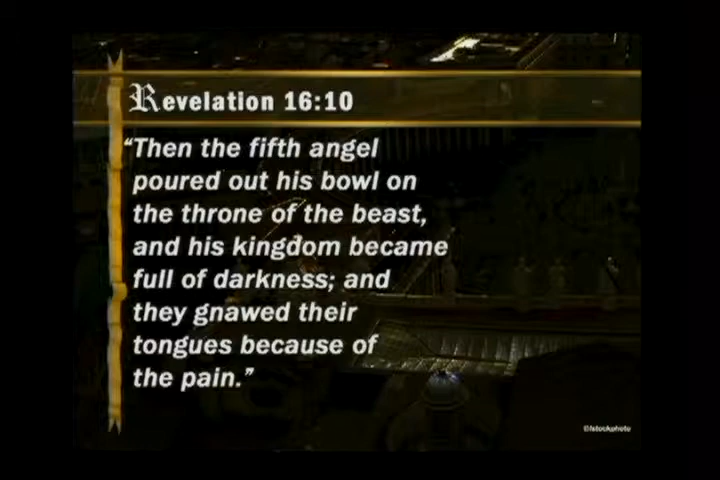 Revelation 16:10
“Then the fifth angel
poured out his bowl on
the throne of the beast,
and his kingdom became
full of darkness; and
they gnawed their
tongues because of
the pain.”
©istockphoto